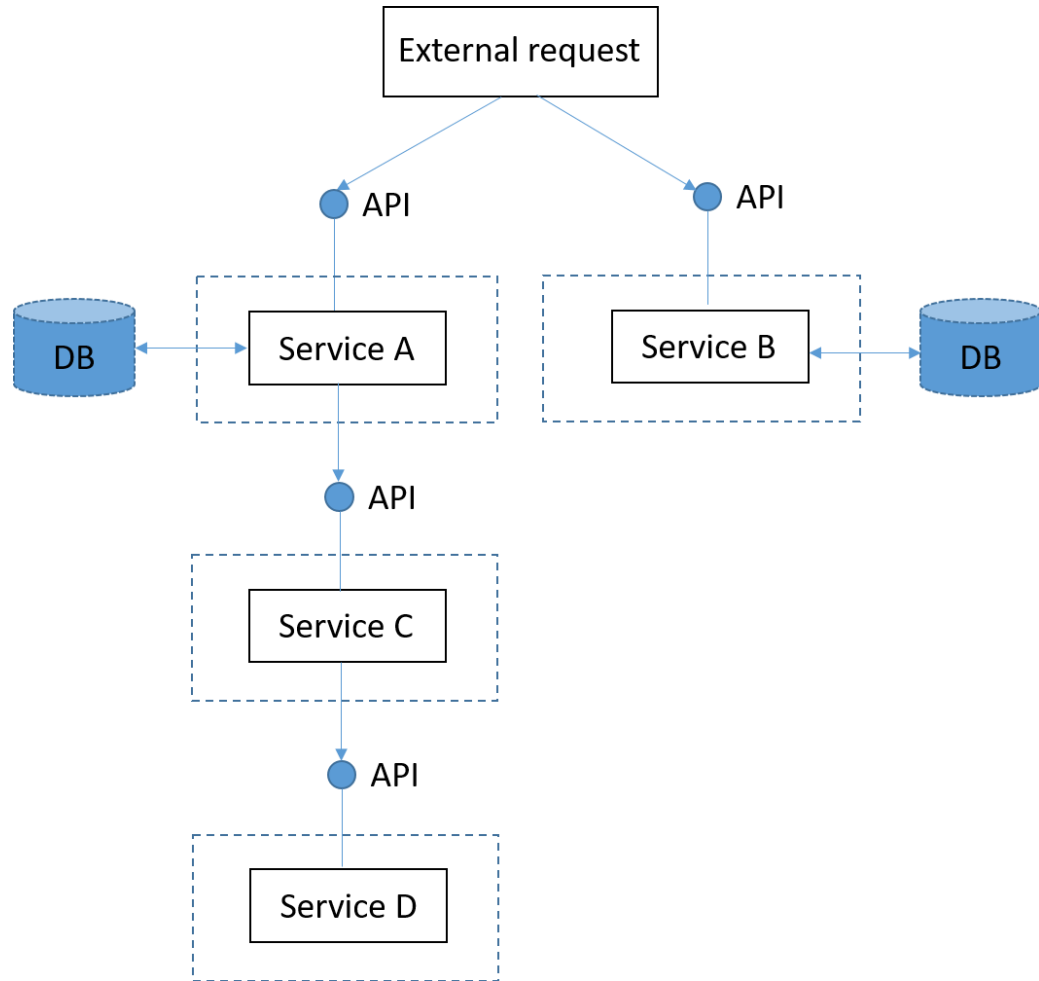 External request
API
API
DB
Service A
Service B
DB
API
Service C
API
Service D